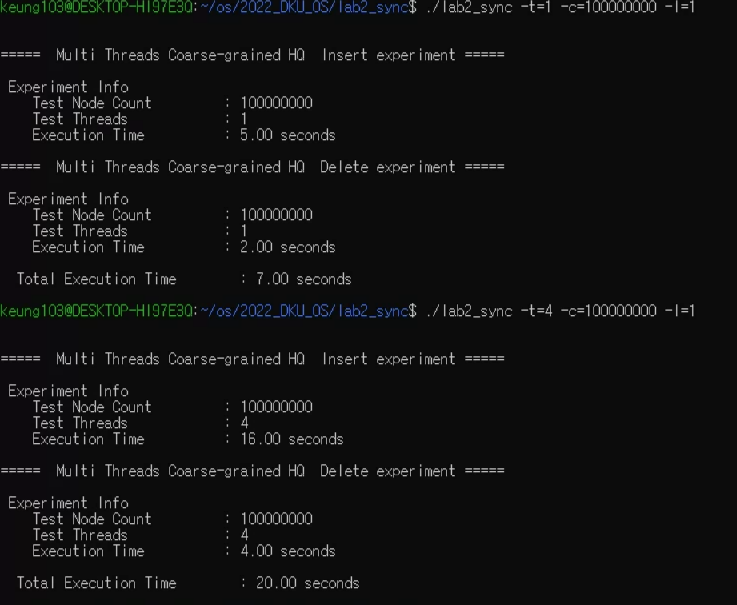 keung103@DESKTOP-HI97E3Q:~/os/2022_DKU_OS/lab2_sync$ ./lab2_sync -t=1 -c=100000000 -l=1
===== Multi Threads Coarse-grained HQ Insert experiment =====
Experiment Info
Test Node Count : 100000000
Test Threads : 1
Execution Time : 5.00 seconds
===== Multi Threads Coarse-grained HQ Delete experiment =====
Experiment Info
Test Node Count : 100000000
Test Threads : 1
Execution Time : 2.00 seconds
Total Execution Time : 7.00 seconds
keung103@DESKTOP-HI97E3Q:~/os/2022_DKU_OS/lab2_sync$ ./lab2_sync -t=4 -c=100000000 -l=1
===== Multi Threads Coarse-grained HQ Insert experiment =====
Experiment Info
Test Node Count : 100000000
Test Threads : 4
Execution Time : 16.00 seconds
===== Multi Threads Coarse-grained HQ Delete experiment =====
Experiment Info
Test Node Count : 100000000
Test Threads : 4
Execution Time : 4.00 seconds
Total Execution Time : 20.00 seconds